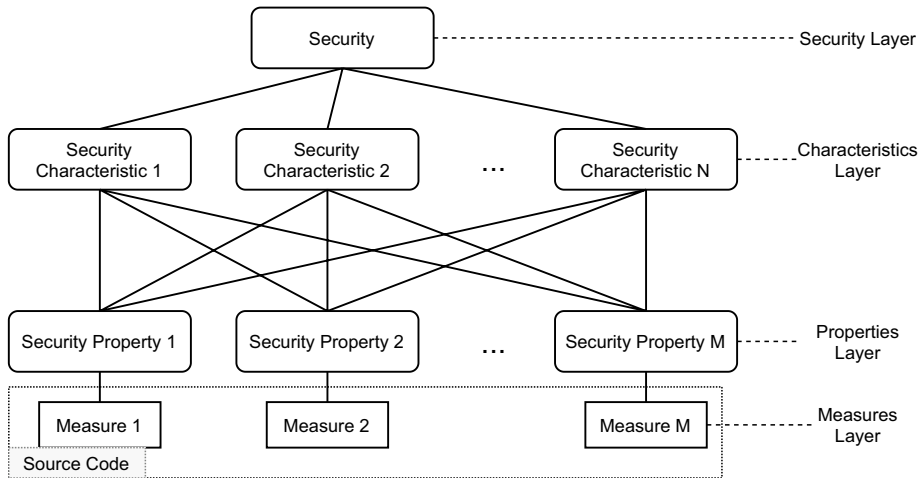 Security
Security Layer
Security
Characteristic 1
Security
Characteristic 2
...
Security
Characteristic N
Characteristics
Layer
Security Property 1
Security Property 2
...
Security Property M
Properties
Layer
Measure 1
Measure 2
Measure M
Measures
Layer
Source Code